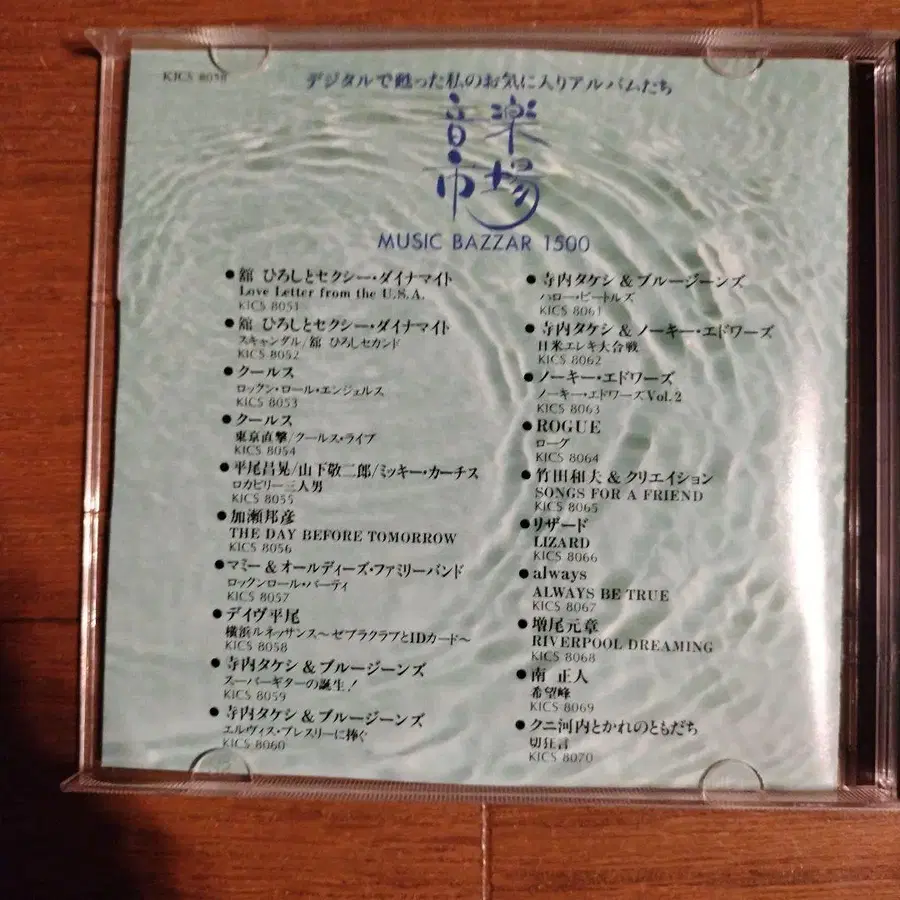 KICS 8058
デジタルで甦った私のお気に入りアルバムたち
音楽
市場
MUSIC BAZZAR 1500
●舘 ひろしとセクシー・ダイナマイト
Love Letter from the U.S.A.
KICS 8051
●舘 ひろしとセクシー・ダイナマイト
スキャンダル/舘 ひろしセカンド
KICS 8052
●クールス
ロックン・ロール・エンジェルス
KICS 8053
●クールス
東京直撃/クールス・ライブ
KICS 8054
●平尾昌晃/山下敬二郎/ミッキー・カーチス
ロカビリー三人男
KICS 8055
●加瀬邦彦
THE DAY BEFORE TOMORROW
KICS 8056
●マミー&オールディーズ・ファミリーバンド
ロックンロール・パーティ
KICS 8057
●デイヴ平尾
横浜ルネッサンス〜ゼブラクラブとIDカード〜
KICS 8058
●寺内タケシ&ブルージーンズ
スーパーギターの誕生!
KICS 8059
●寺内タケシ&ブルージーンズ
エルヴィス・プレスリーに捧ぐ
KICS 8060
●寺内タケシ&ブルージーンズ
ハロー・ビートルズ
KICS 8061
●寺内タケシ&ノーキー・エドワーズ
日米エレキ大合戦
KICS 8062
●ノーキー・エドワーズ
ノーキー・エドワーズVol.2
KICS 8063
●ROGUE
ローグ
KICS 8064
●竹田和夫&クリエイション
SONGS FOR A FRIEND
KICS 8065
●リザード
LIZARD
KICS 8066
●always
ALWAYS BE TRUE
KICS 8067
●増尾元章
RIVERPOOL DREAMING
KICS 8068
●南 正人
希望峰
KICS 8069
●クニ河内とかれのともだち
切狂言
KICS 8070